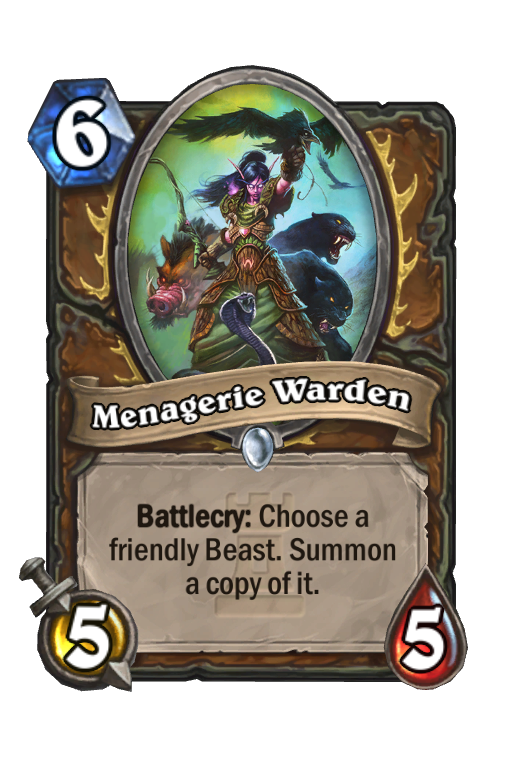 6
Menagerie Warden
Battlecry: Choose a
friendly Beast. Summon
a copy of it.
5
5